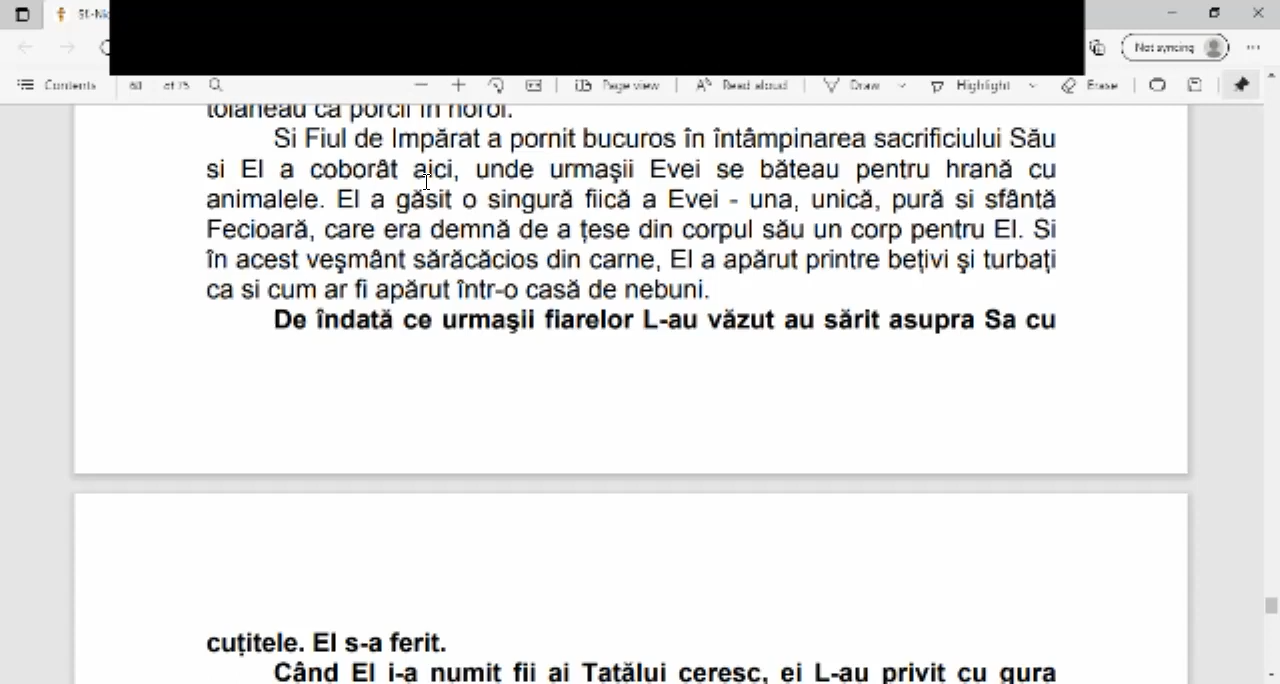 Sf.-Nic
Not syncing
Contents
of 75
Page view
Read aloud
Draw
Highlight
Erase
tolăneau ca porcii în noroi.
Si Fiul de Impărat a pornit bucuros în întâmpinarea sacrificiului Său
si El a coborât aici, unde urmaşii Evei se băteau pentru hrană cu
animalele. El a găsit o singură fiică a Evei - una, unică, pură si sfântă
Fecioară, care era demnă de a țese din corpul său un corp pentru El. Si
în acest veşmânt sărăcăcios din carne, El a apărut printre bețivi şi turbați
ca si cum ar fi apărut într-o casă de nebuni.
De îndată ce urmaşii fiarelor L-au văzut au sărit asupra Sa cu
cuțitele. El s-a ferit.
Când El i-a numit fii ai Tatălui ceresc, ei L-au privit cu gura